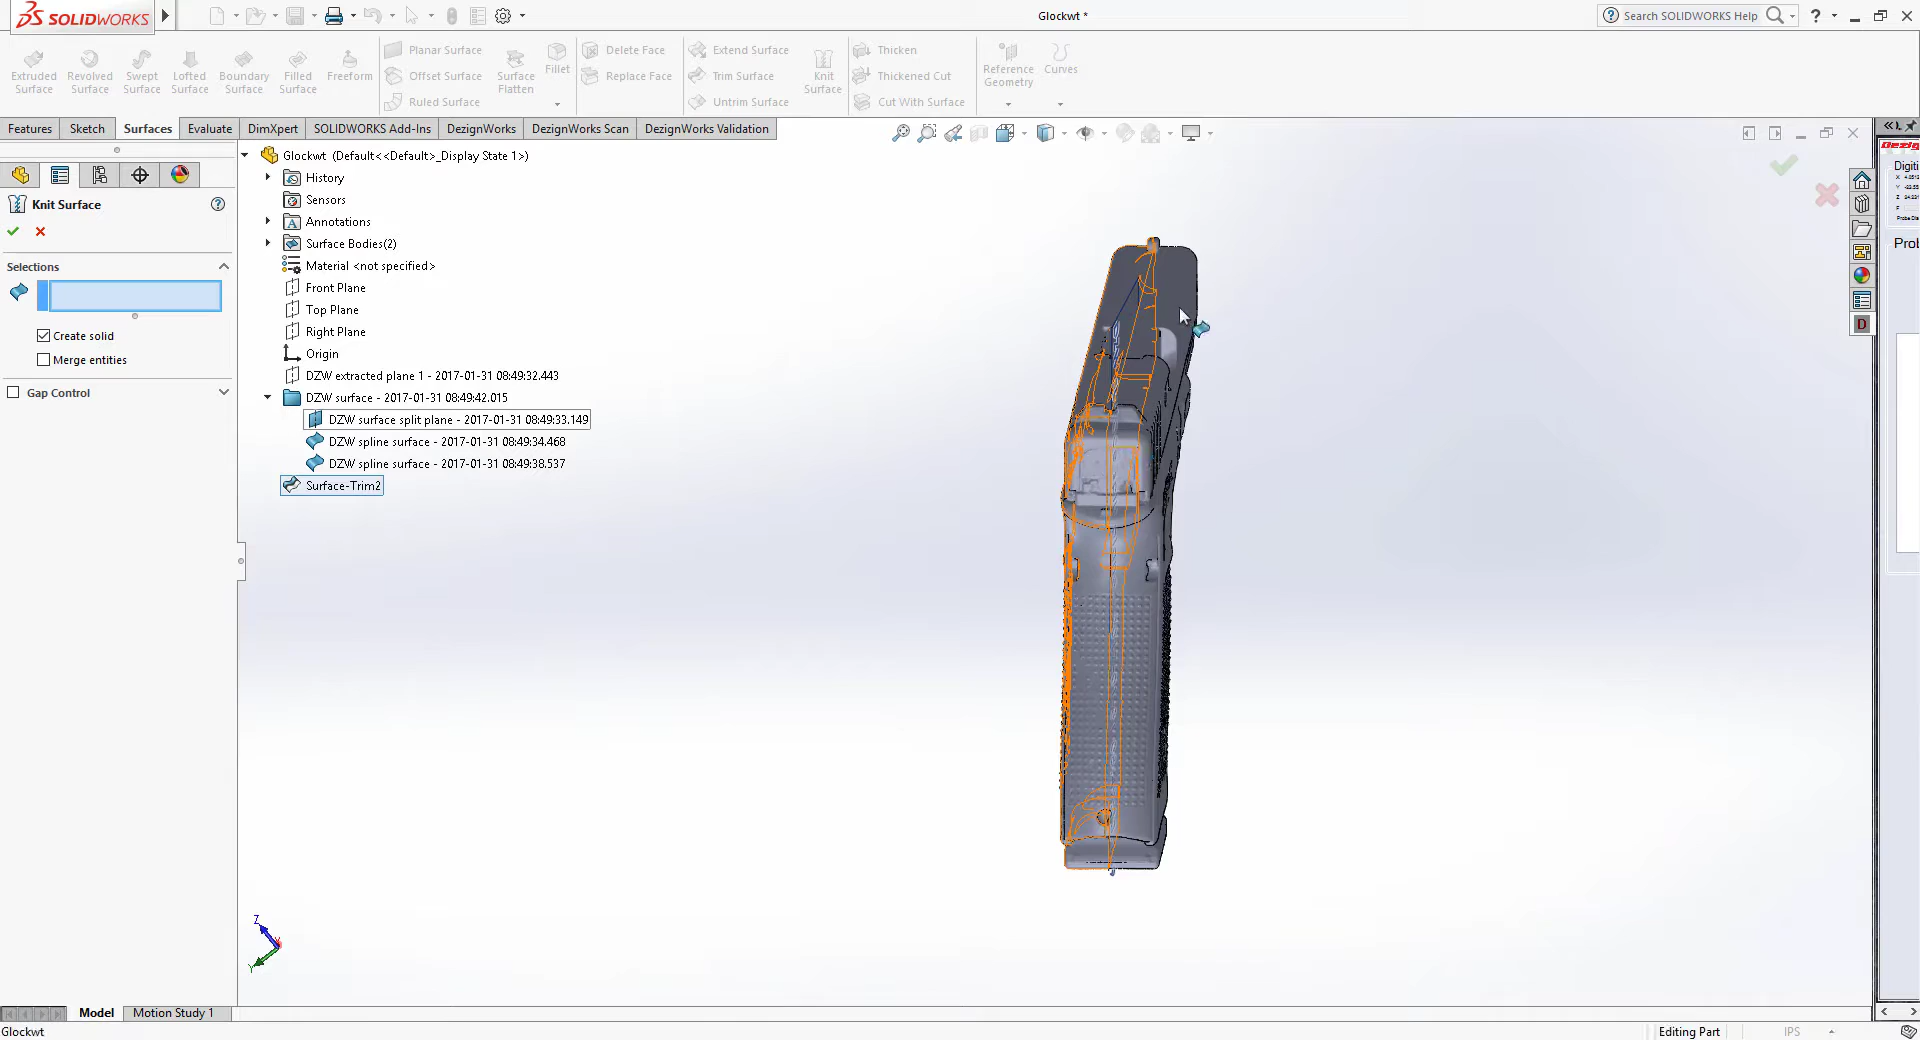 SOLIDWORKS
Glockwt *
Search SOLIDWORKS Help
Extruded Surface
Revolved Surface
Swept Surface
Lofted Surface
Boundary Surface
Filled Surface
Freeform
Planar Surface
Offset Surface
Ruled Surface
Surface Flatten
Fillet
Delete Face
Replace Face
Extend Surface
Trim Surface
Untrim Surface
Knit Surface
Thicken
Thickened Cut
Cut With Surface
Reference Geometry
Curves
Features
Sketch
Surfaces
Evaluate
DimXpert
SOLIDWORKS Add-Ins
DezignWorks
DezignWorks Scan
DezignWorks Validation
Knit Surface
Selections
Create solid
Merge entities
Gap Control
Glockwt (Default<<Default>_Display State 1>)
History
Sensors
Annotations
Surface Bodies(2)
Material <not specified>
Front Plane
Top Plane
Right Plane
Origin
DZW extracted plane 1 - 2017-01-31 08:49:32.443
DZW surface - 2017-01-31 08:49:42.015
DZW surface split plane - 2017-01-31 08:49:33.149
DZW spline surface - 2017-01-31 08:49:34.468
DZW spline surface - 2017-01-31 08:49:38.537
Surface-Trim2
Dezig
Digiti
X
Y
Z
Probe Dia
Prob
D
Z
Y
Model
Motion Study 1
Glockwt
Editing Part
IPS